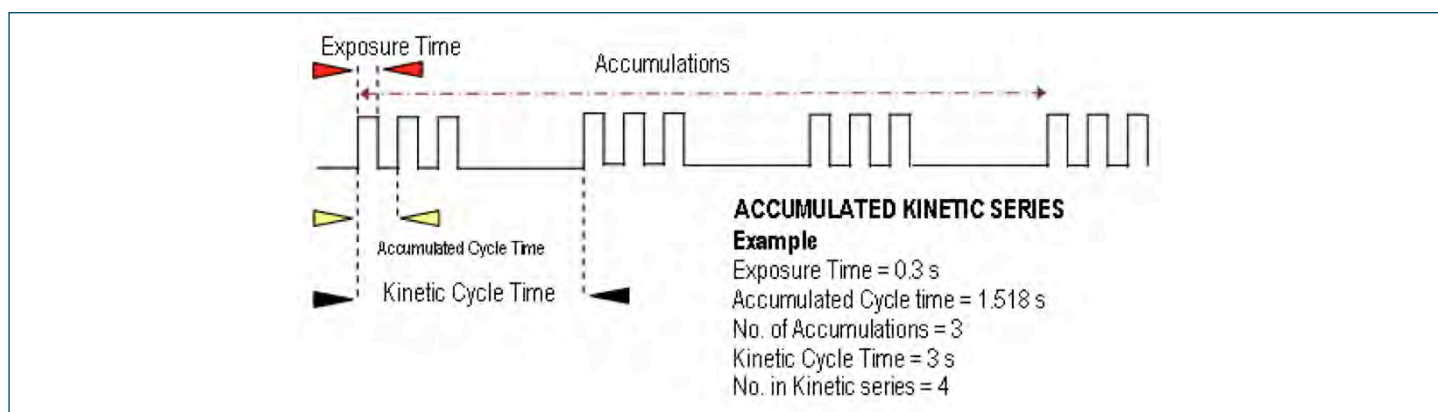 Exposure Time
Accumulations
Accumulated Cycle Time
Kinetic Cycle Time
ACCUMULATED KINETIC SERIES
Example
Exposure Time = 0.3 s
Accumulated Cycle time = 1.518 s
No. of Accumulations = 3
Kinetic Cycle Time = 3 s
No. in Kinetic series = 4